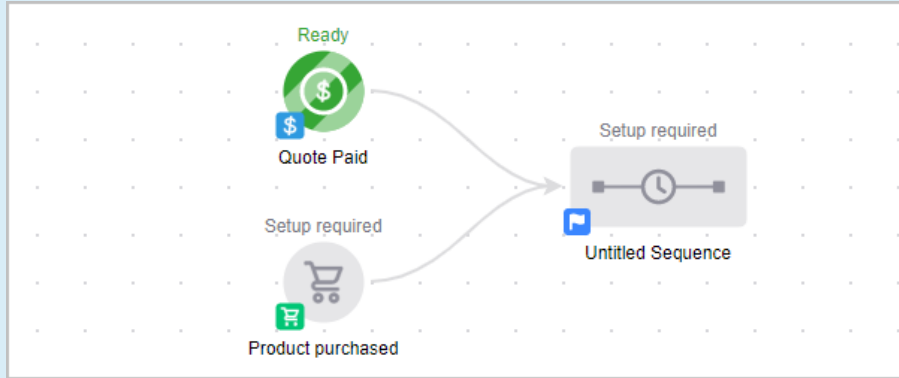 Ready
Quote Paid
Setup required
Untitled Sequence
Setup required
Product purchased